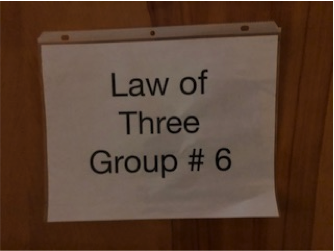 Law of
Three
Group # 6